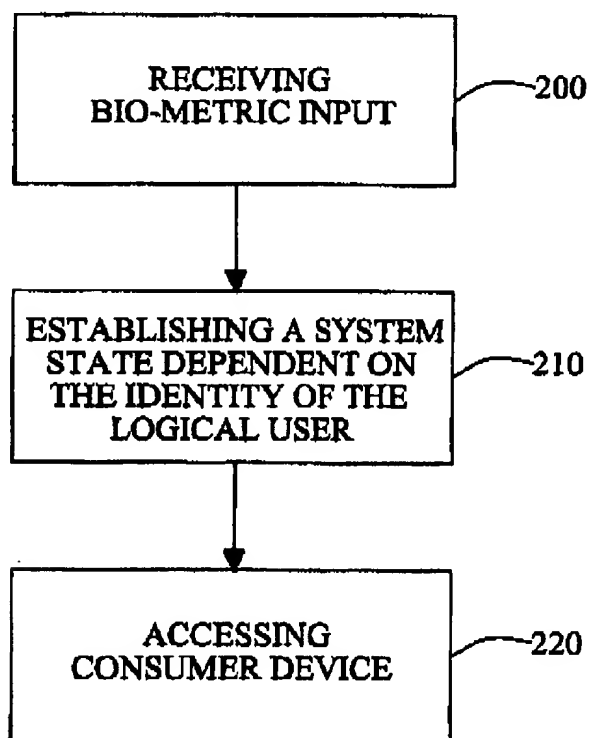 RECEIVING
BIO-METRIC INPUT
200
ESTABLISHING A SYSTEM
STATE DEPENDENT ON
THE IDENTITY OF THE
LOGICAL USER
210
ACCESSING
CONSUMER DEVICE
220